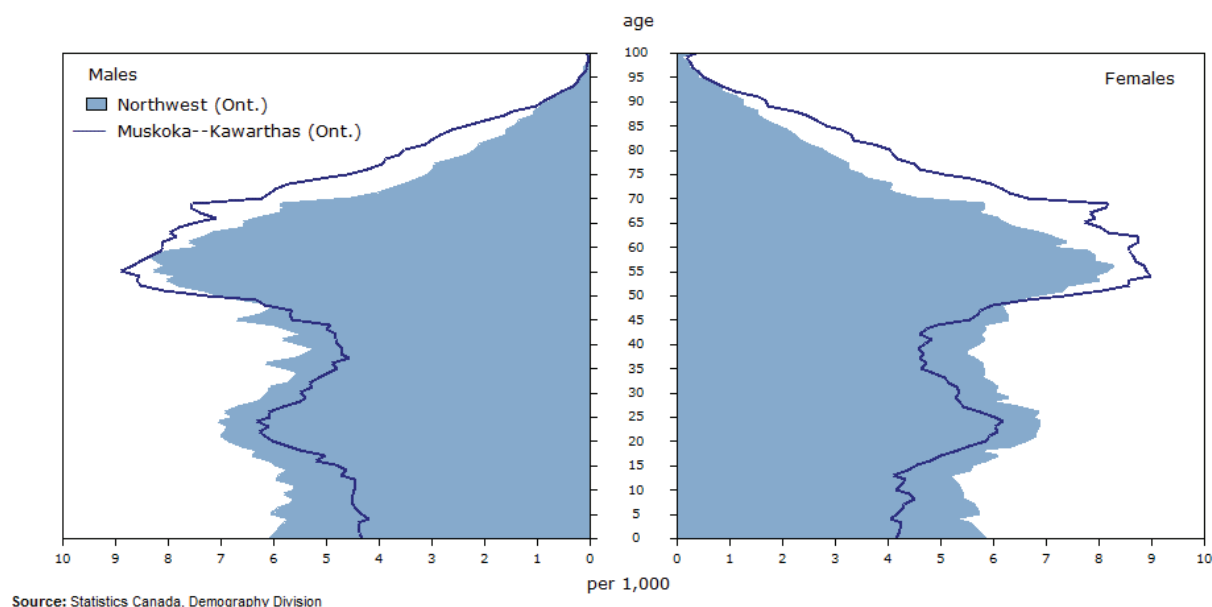 age
Males
Females
Northwest (Ont.)
Muskoka--Kawarthas (Ont.)
100
95
90
85
80
75
70
65
60
55
50
45
40
35
30
25
20
15
10
5
0
10 9 8 7 6 5 4 3 2 1 0 0 1 2 3 4 5 6 7 8 9 10
per 1,000
Source: Statistics Canada, Demography Division